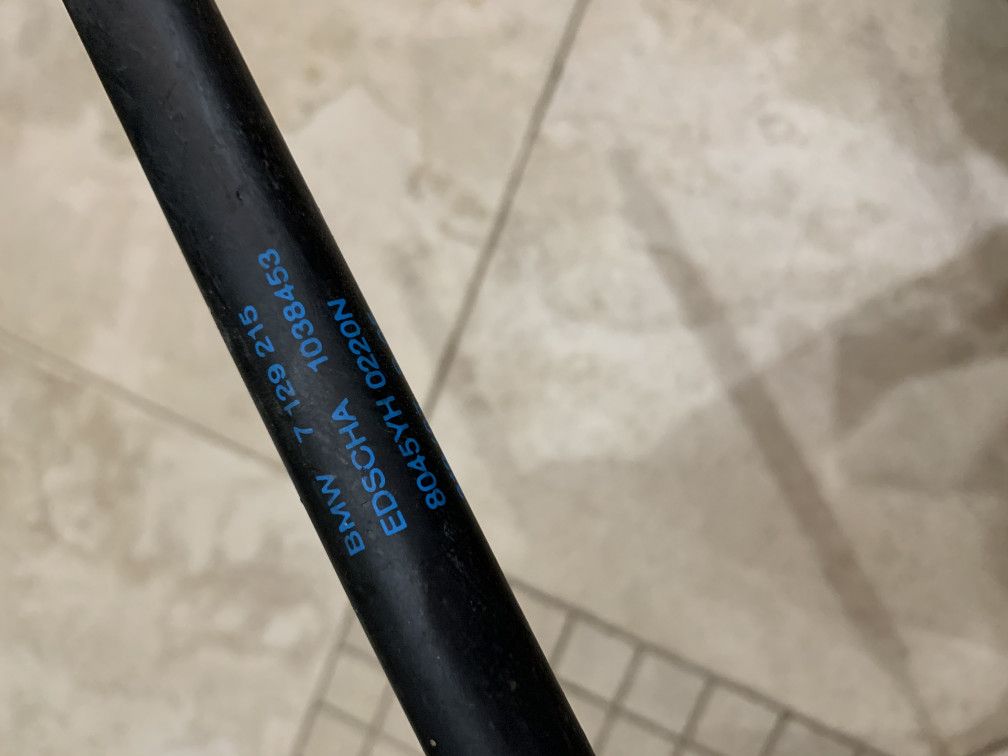 BMW 7 129 215
EDSCHA 1038453
8045YH 0220N